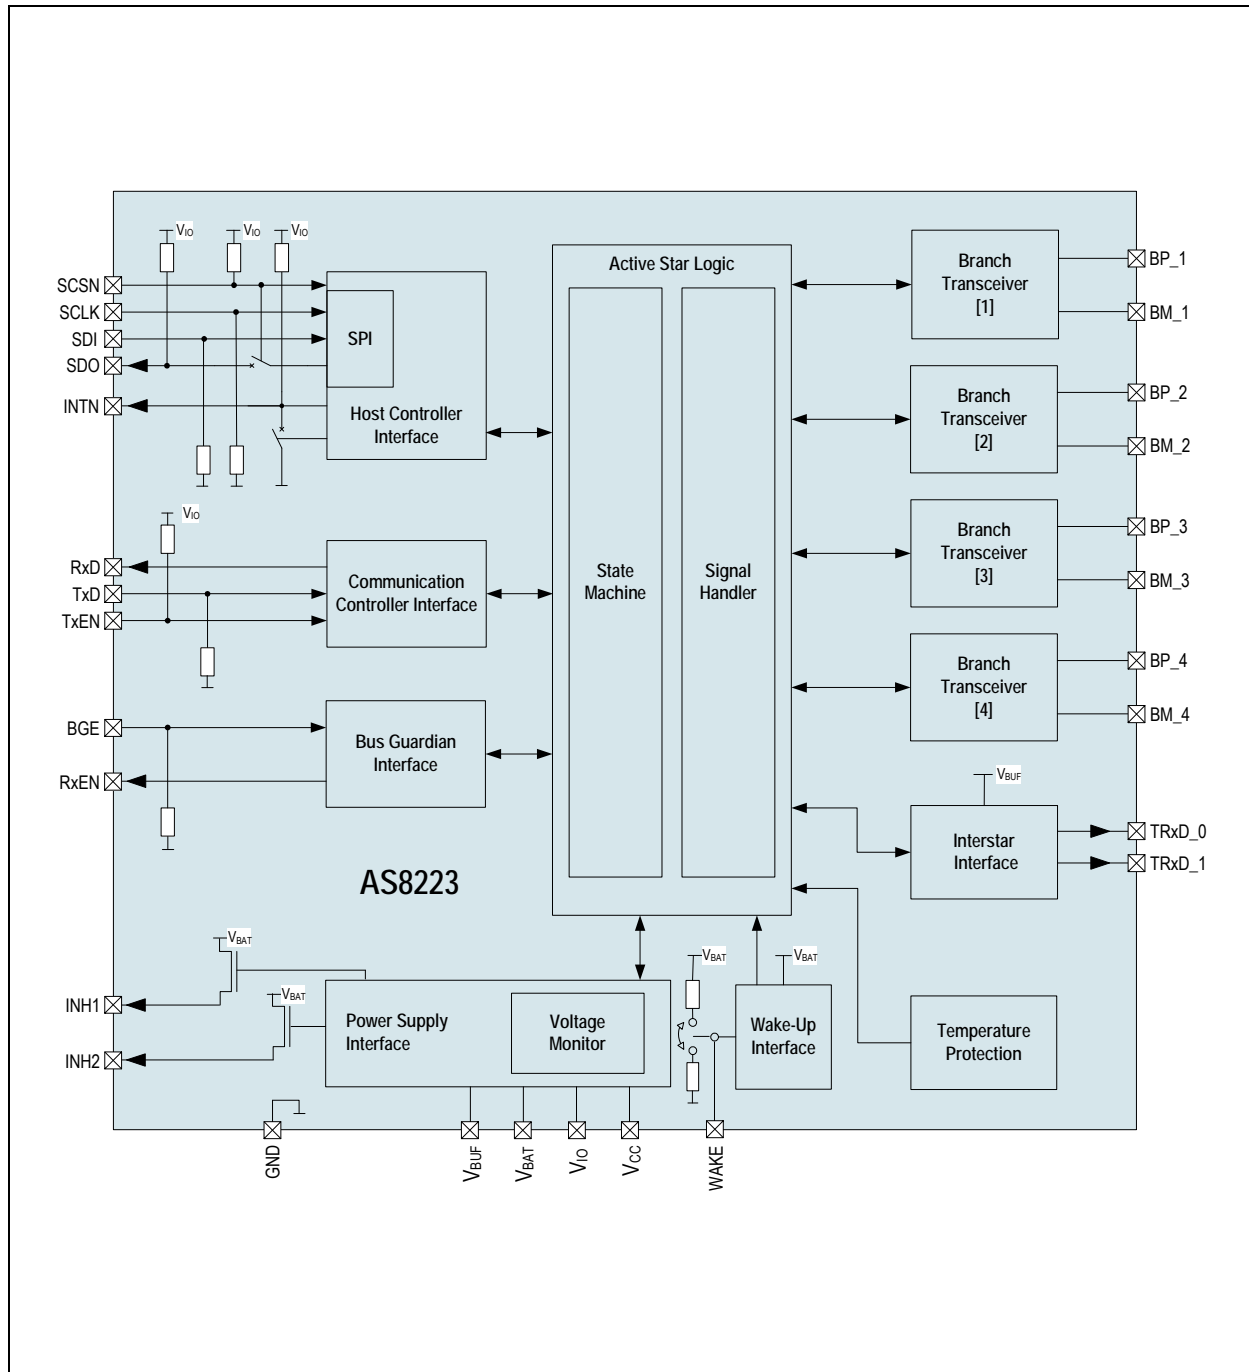 VIO
VIO
VIO
SCSN
SCLK
SDI
SDO
INTN
SPI
Host Controller
Interface
VIO
RxD
TxD
TxEN
Communication
Controller Interface
BGE
RxEN
Bus Guardian
Interface
AS8223
Active Star Logic
State
Machine
Signal
Handler
Branch
Transceiver
[1]
BP_1
BM_1
Branch
Transceiver
[2]
BP_2
BM_2
Branch
Transceiver
[3]
BP_3
BM_3
Branch
Transceiver
[4]
BP_4
BM_4
VBUF
Interstar
Interface
TRxD_0
TRxD_1
VBAT
INH1
VBAT
INH2
Power Supply
Interface
Voltage
Monitor
VBAT
VBAT
Wake-Up
Interface
Temperature
Protection
GND
VBUF
VBAT
VIO
VCC
WAKE